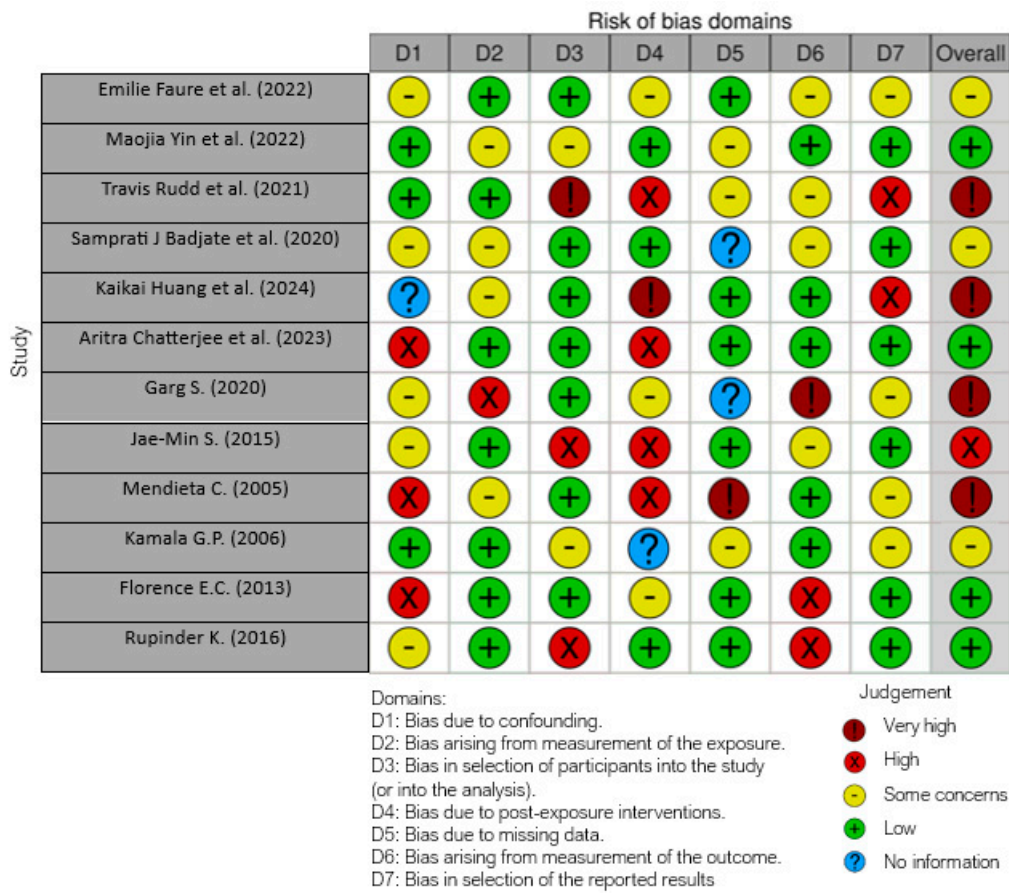 Risk of bias domains
D1 D2 D3 D4 D5 D6 D7 Overall
Study
Emilie Faure et al. (2022) - + + - + - - -
Maojia Yin et al. (2022) + - - + - + + +
Travis Rudd et al. (2021) + + ! X - - X !
Samprati J Badjate et al. (2020) - - + + ? - + -
Kaikai Huang et al. (2024) ? - + ! + + X !
Aritra Chatterjee et al. (2023) X + + X + + + +
Garg S. (2020) - X + - ? ! - !
Jae-Min S. (2015) - + X X + - + X
Mendieta C. (2005) X - + X ! + - !
Kamala G.P. (2006) + + - ? - + - -
Florence E.C. (2013) X + + - + X + +
Rupinder K. (2016) - + X + + X + +
Domains:
D1: Bias due to confounding.
D2: Bias arising from measurement of the exposure.
D3: Bias in selection of participants into the study
(or into the analysis).
D4: Bias due to post-exposure interventions.
D5: Bias due to missing data.
D6: Bias arising from measurement of the outcome.
D7: Bias in selection of the reported results
Judgement
! Very high
X High
- Some concerns
+ Low
? No information